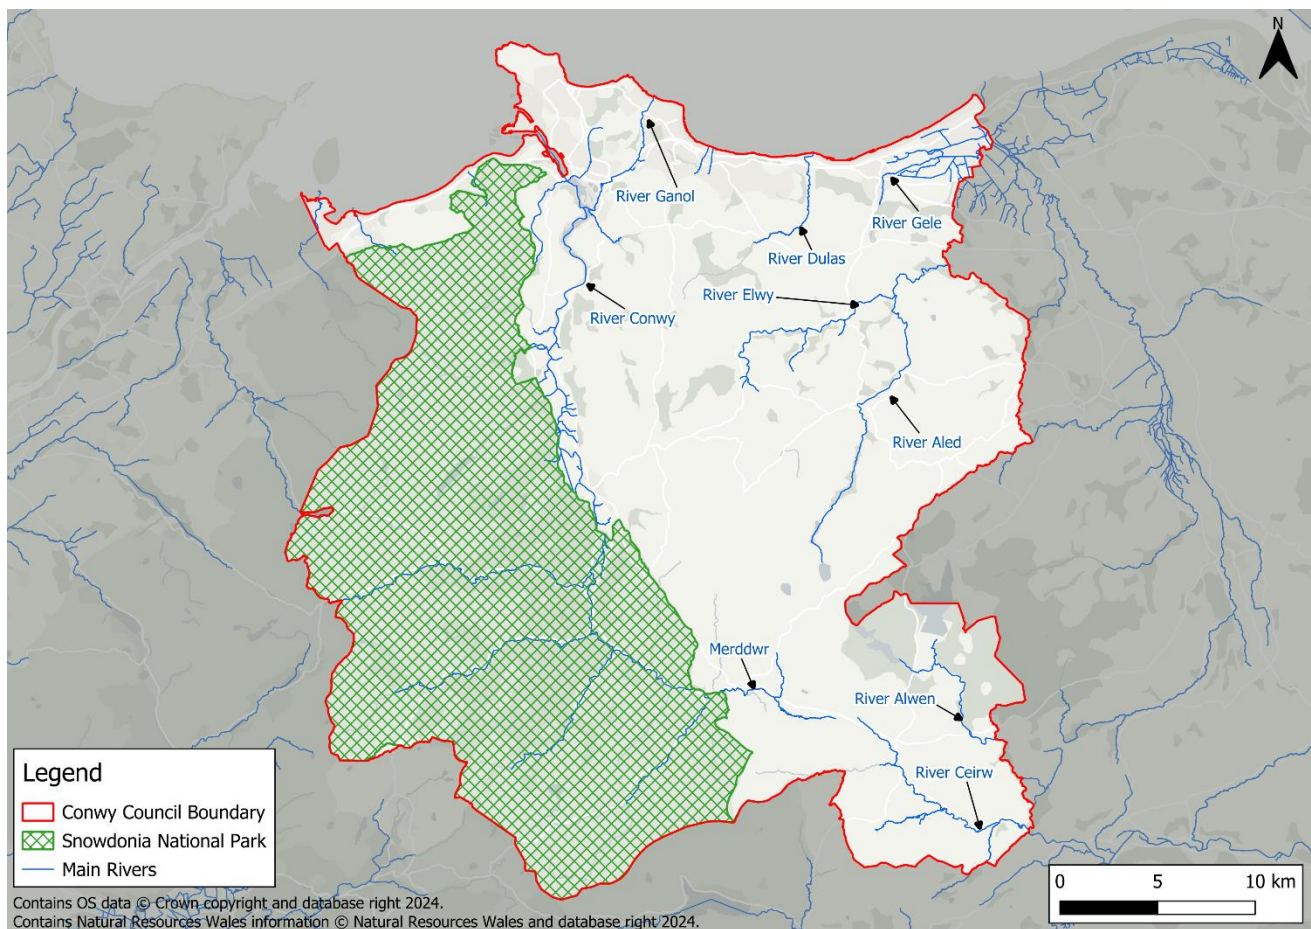 N
River Ganol
River Gele
River Dulas
River Elwy
River Conwy
River Aled
Merddwr
River Alwen
River Ceirw
Legend
Conwy Council Boundary
Snowdonia National Park
Main Rivers
0 5 10 km
Contains OS data © Crown copyright and database right 2024.
Contains Natural Resources Wales information © Natural Resources Wales and database right 2024.